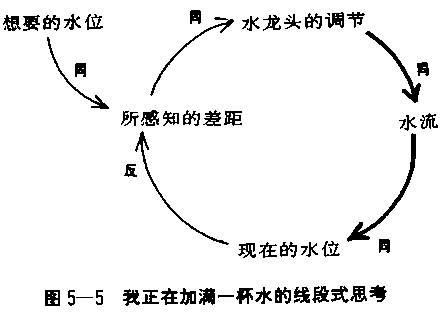 想要的水位
同
同
水龙头的调节
同
所感知的差距
水流
反
同
现在的水位
图5—5 我正在加满一杯水的线段式思考